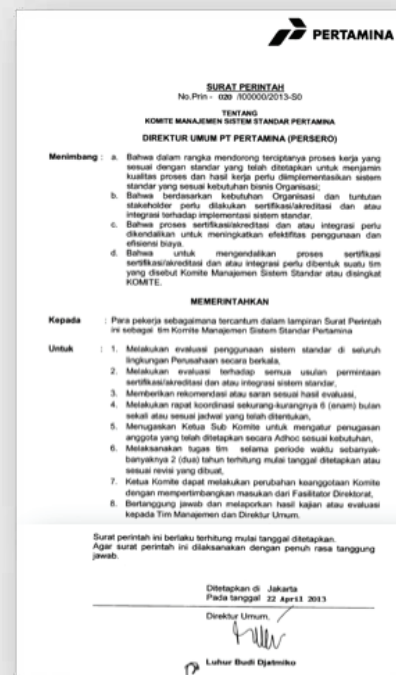 PERTAMINA
SURAT PERINTAH
No.Prin - 020 /I00000/2013-S0
TENTANG
KOMITE MANAJEMEN SISTEM STANDAR PERTAMINA
DIREKTUR UMUM PT PERTAMINA (PERSERO)
Menimbang : a. Bahwa dalam rangka mendorong terciptanya proses kerja yang
sesuai dengan standar yang telah ditetapkan untuk menjamin
kualitas proses dan hasil kerja perlu diimplementasikan sistem
standar yang sesuai kebutuhan bisnis Organisasi;
b. Bahwa berdasarkan kebutuhan Organisasi dan tuntutan
stakeholder perlu dilakukan sertifikasi/akreditasi dan atau
integrasi terhadap implementasi sistem standar.
c. Bahwa proses sertifikasi/akreditasi dan atau integrasi perlu
dikendalikan untuk meningkatkan efektifitas penggunaan dan
efisiensi biaya.
d. Bahwa untuk mengendalikan proses sertifikasi
sertifikasi/akreditasi dan atau integrasi perlu dibentuk suatu tim
yang disebut Komite Manajemen Sistem Standar atau disingkat
KOMITE.
MEMERINTAHKAN
Kepada : Para pekerja sebagaimana tercantum dalam lampiran Surat Perintah
ini sebagai tim Komite Manajemen Sistem Standar Pertamina
Untuk : 1. Melakukan evaluasi penggunaan sistem standar di seluruh
lingkungan Perusahaan secara berkala,
2. Melakukan evaluasi terhadap semua usulan permintaan
sertifikasi/akreditasi dan atau integrasi sistem standar,
3. Memberikan rekomendasi atau saran sesuai hasil evaluasi,
4. Melakukan rapat koordinasi sekurang-kurangnya 6 (enam) bulan
sekali atau sesuai jadwal yang telah ditentukan,
5. Menugaskan Ketua Sub Komite untuk mengatur penugasan
anggota yang telah ditetapkan secara Adhoc sesuai kebutuhan,
6. Melaksanakan tugas tim selama periode waktu sebanyak-
banyaknya 2 (dua) tahun terhitung mulai tanggal ditetapkan atau
sesuai revisi yang dibuat,
7. Ketua Komite dapat melakukan perubahan keanggotaan Komite
dengan mempertimbangkan masukan dari Fasilitator Direktorat,
8. Bertanggung jawab dan melaporkan hasil kajian atau evaluasi
kepada Tim Manajemen dan Direktur Umum.
Surat perintah ini berlaku terhitung mulai tanggal ditetapkan.
Agar surat perintah ini dilaksanakan dengan penuh rasa tanggung
jawab.
Ditetapkan di Jakarta
Pada tanggal 22 April 2013
Direktur Umum,
Luhur Budi Djatmiko